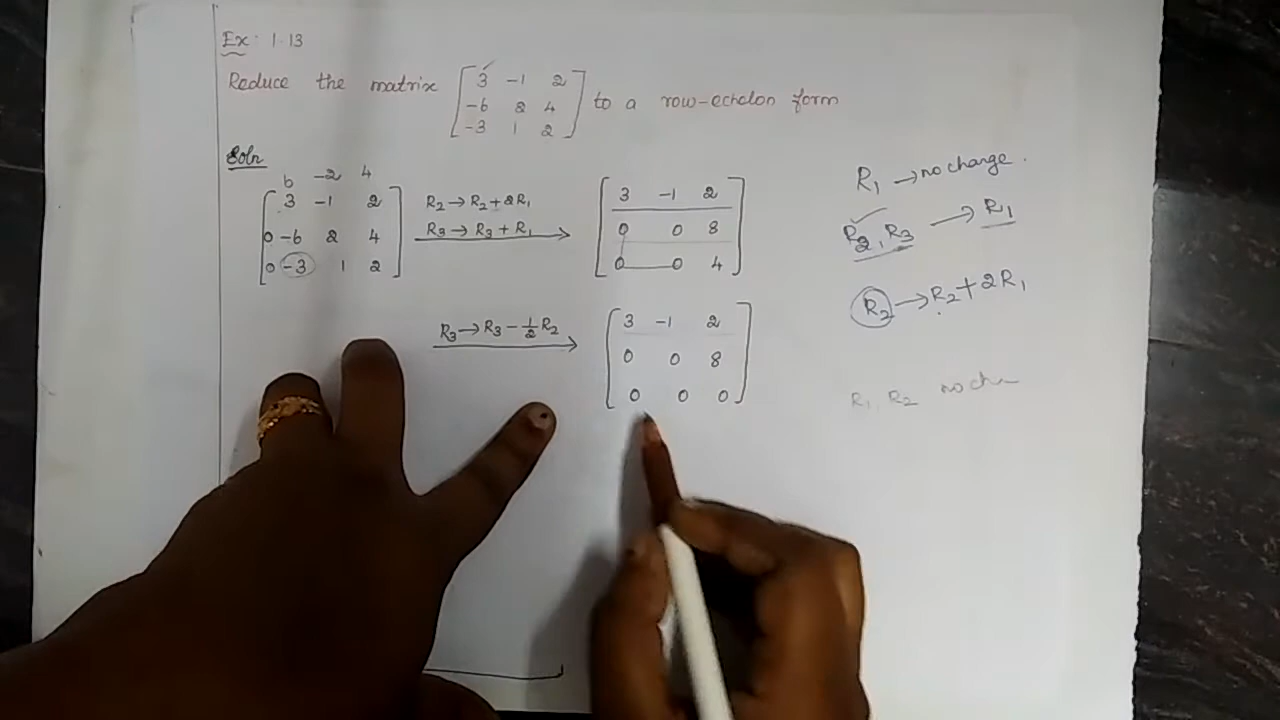 Ex: 1.13
Reduce the matrix [3 -1 2 to a row-echelon form
-6 2 4
-3 1 2]
Soln
6 -2 4
[3 -1 2
0 -6 2 4
0 -3 1 2]
R2 → R2 + 2R1
R3 → R3 + R1
[3 -1 2
0 0 8
0 0 4]
R3 → R3 - 1/2 R2
[3 -1 2
0 0 8
0 0 0]
R1 → no change.
R2, R3 → R1
R2 → R2 + 2R1
R1, R2 no ch